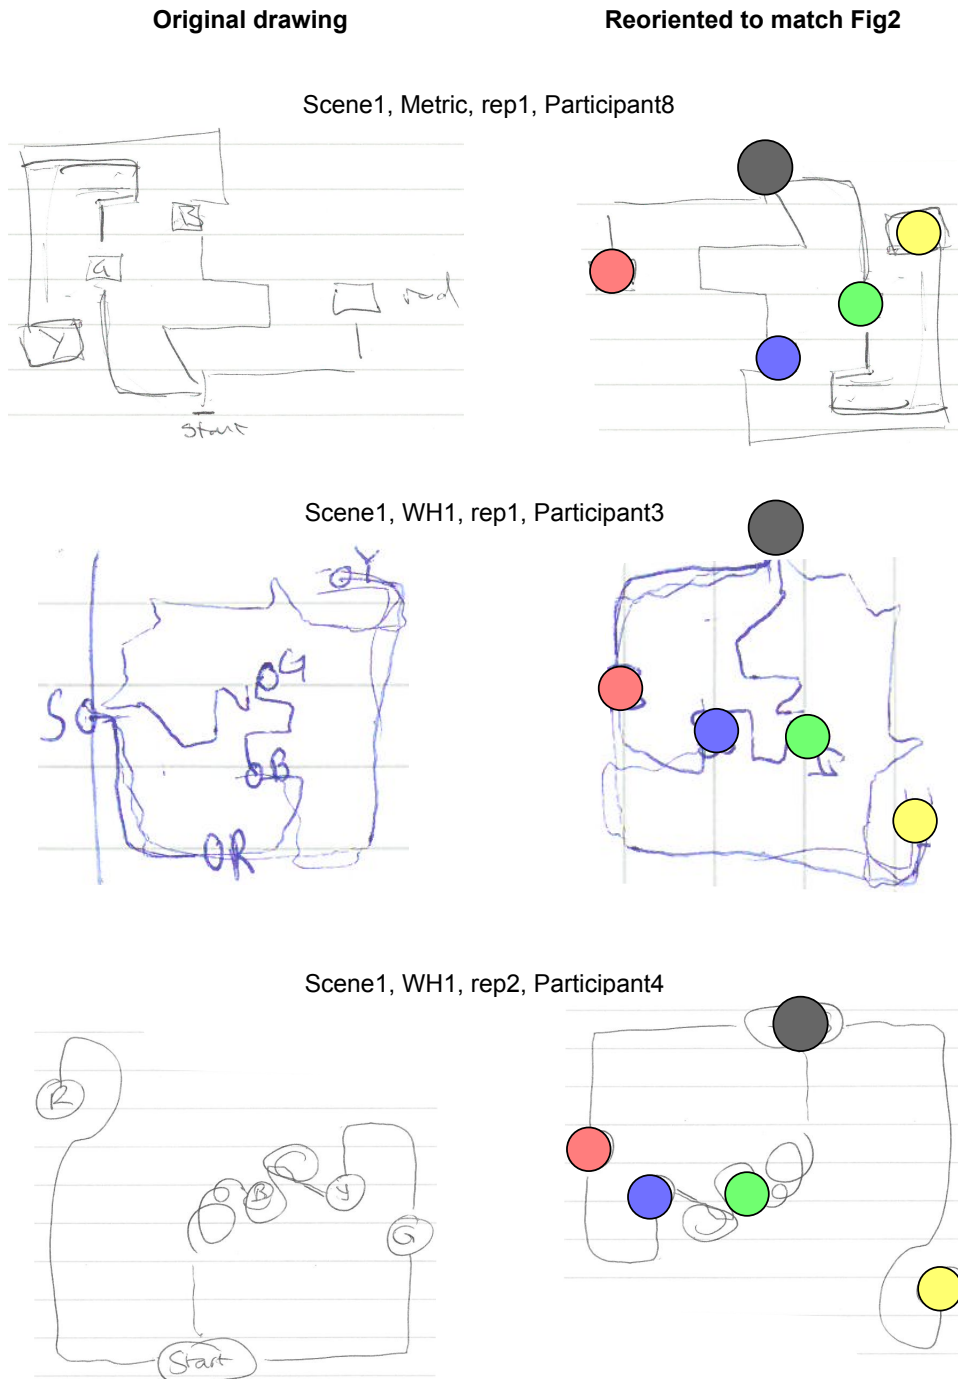 Original drawing
Reoriented to match Fig2
Scene1, Metric, rep1, Participant8
B
G
red
Y
Start
Scene1, WH1, rep1, Participant3
Y
G
S
B
R
Scene1, WH1, rep2, Participant4
R
B
Y
G
Start